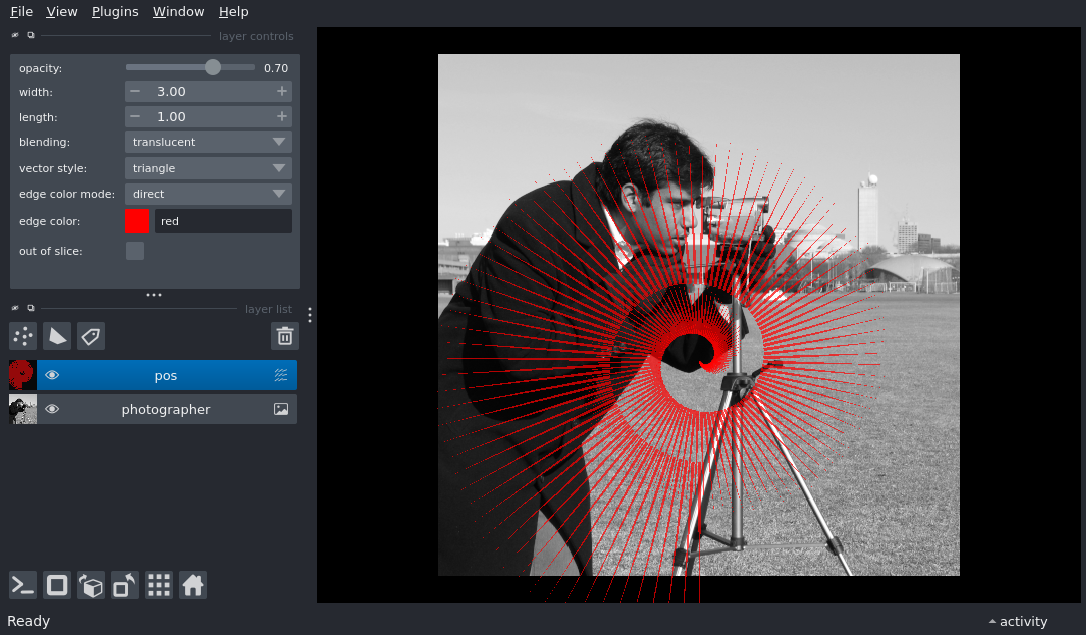 File View Plugins Window Help
layer controls
opacity: 0.70
width: 3.00
length: 1.00
blending: translucent
vector style: triangle
edge color mode: direct
edge color: red
out of slice:
layer list
pos
photographer
Ready
activity